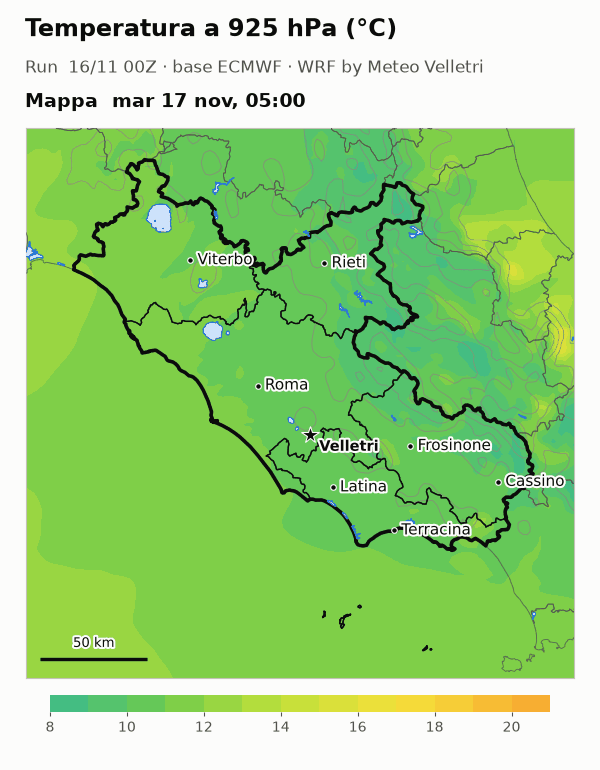 Temperatura a 925 hPa (°C)
Run  16/11 00Z · base ECMWF · WRF by Meteo Velletri
Mappa  mar 17 nov, 05:00
Viterbo
Rieti
Roma
Velletri
Frosinone
Latina
Cassino
Terracina
50 km
8 10 12 14 16 18 20